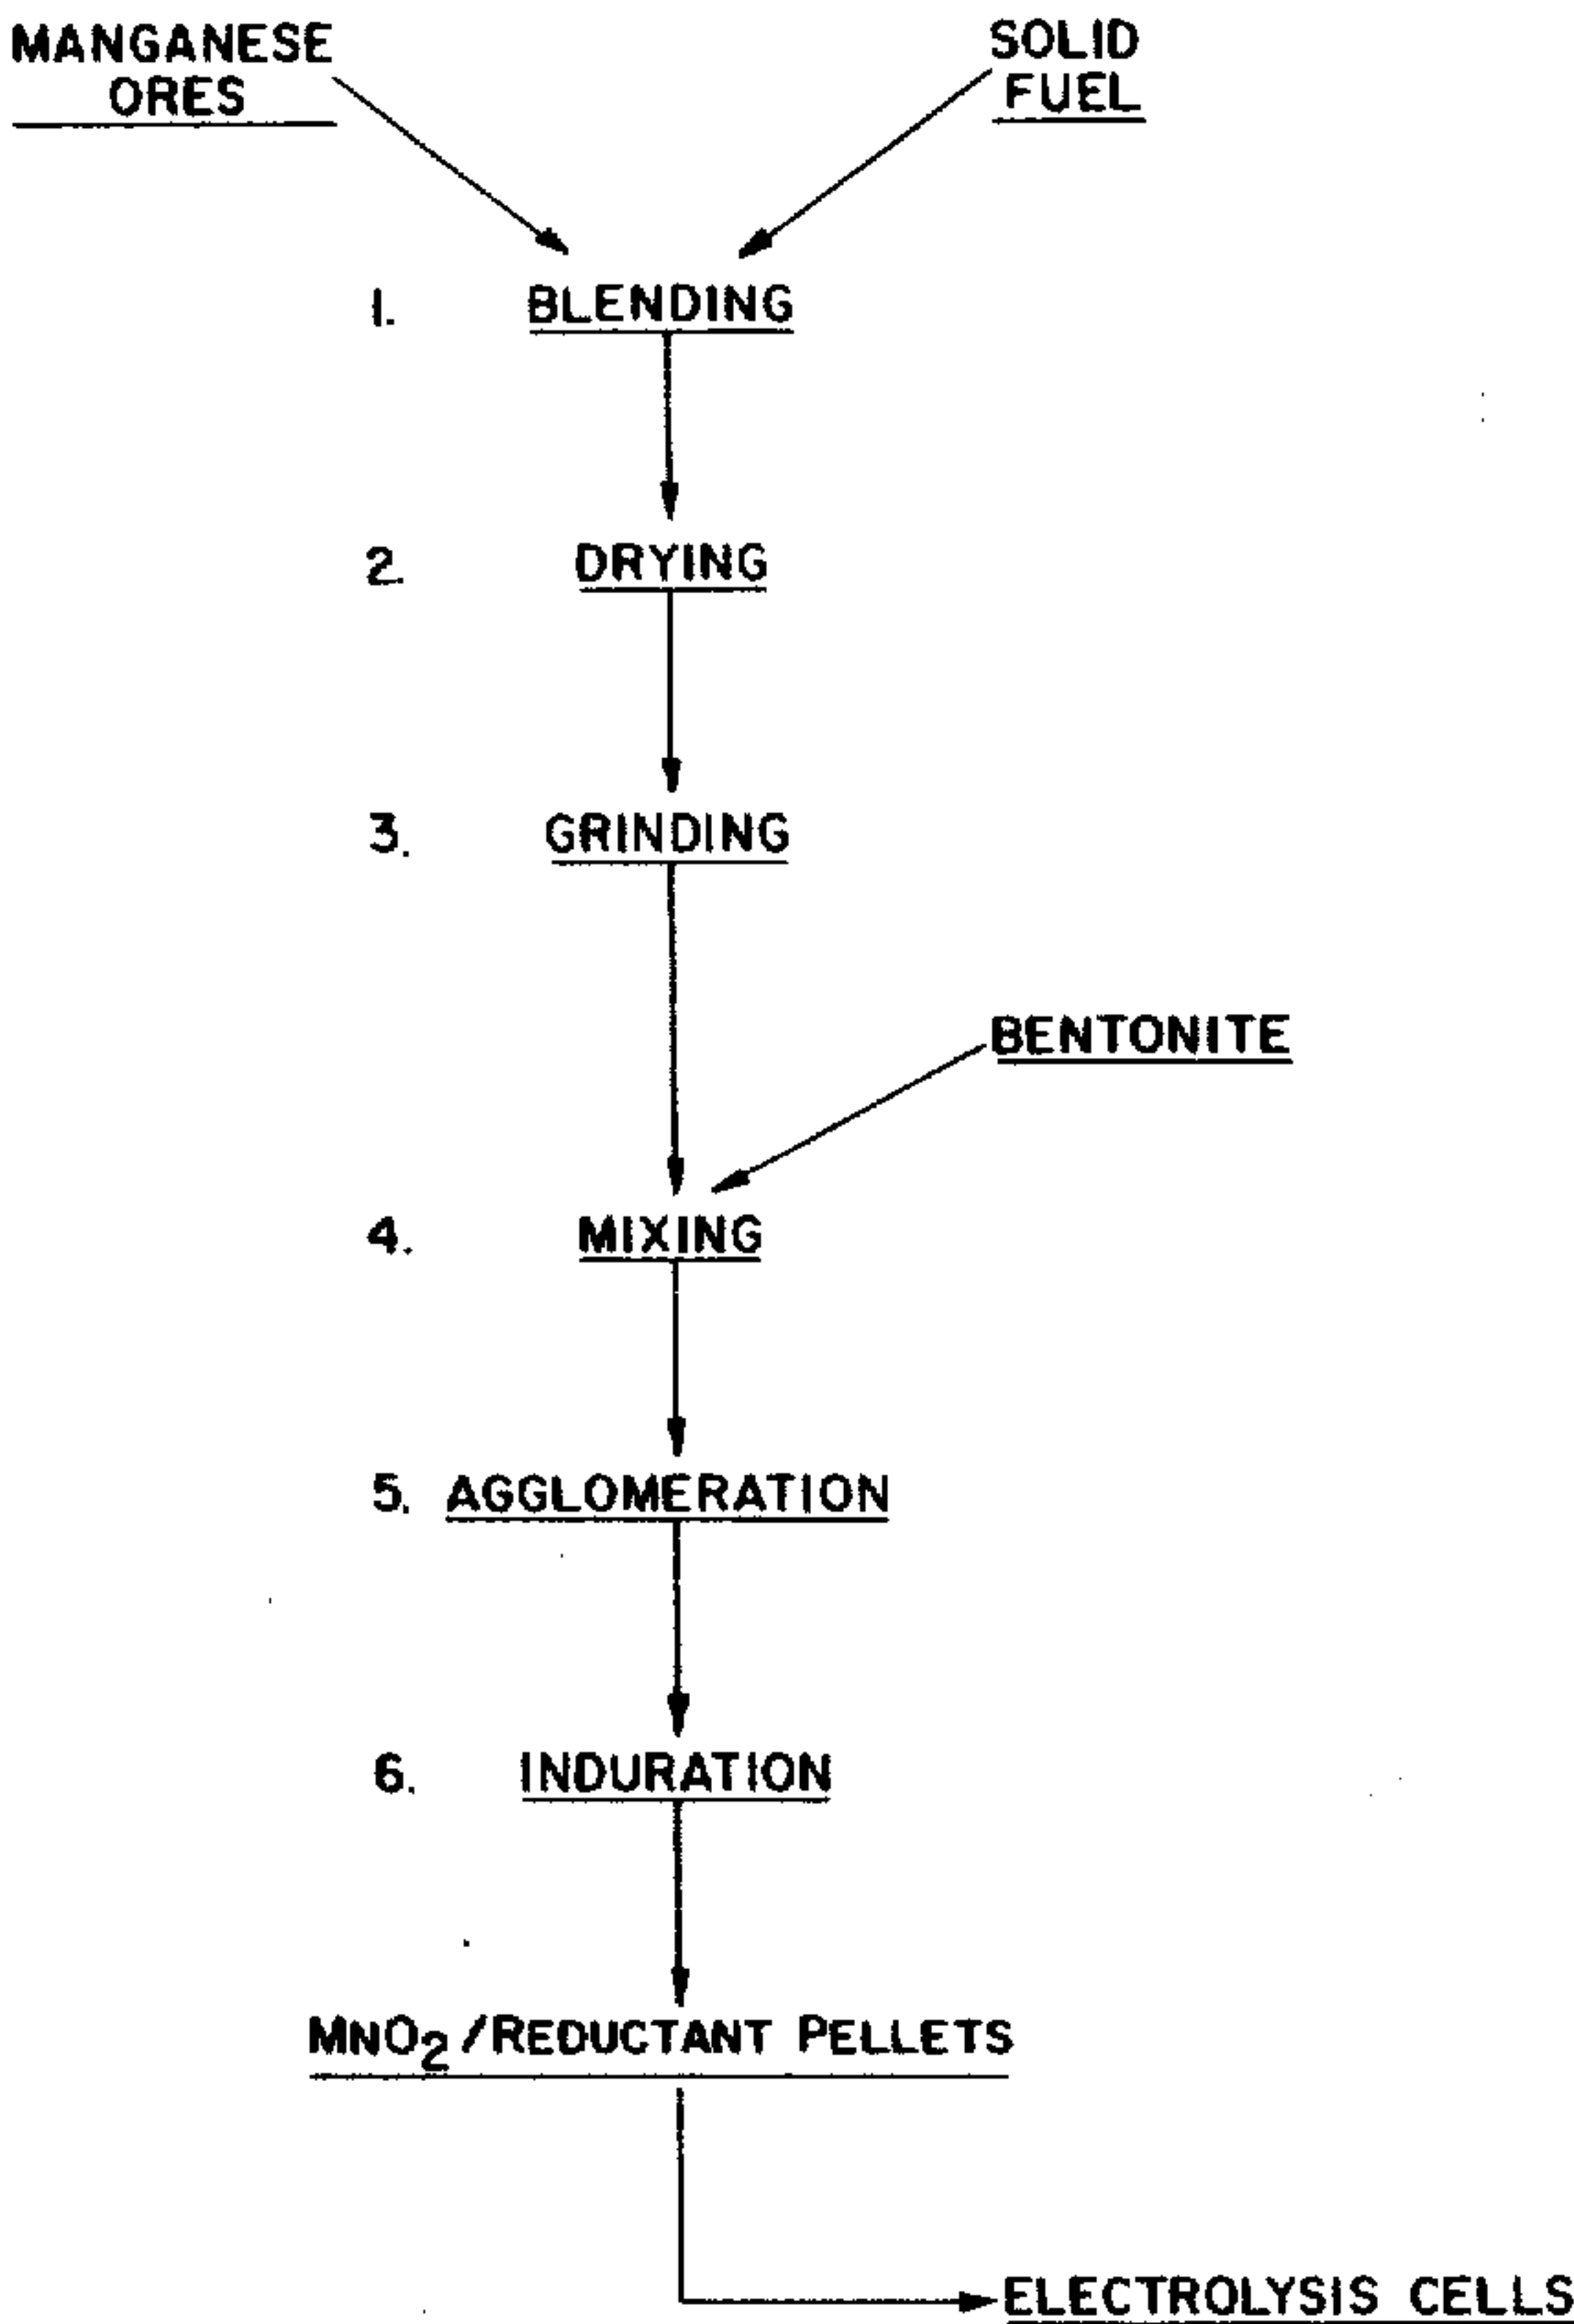 MANGANESE
ORES
SOLID
FUEL
1. BLENDING
2. DRYING
3. GRINDING
BENTONITE
4. MIXING
5. AGGLOMERATION
6. INDURATION
MNO2/REDUCTANT PELLETS
ELECTROLYSIS CELLS